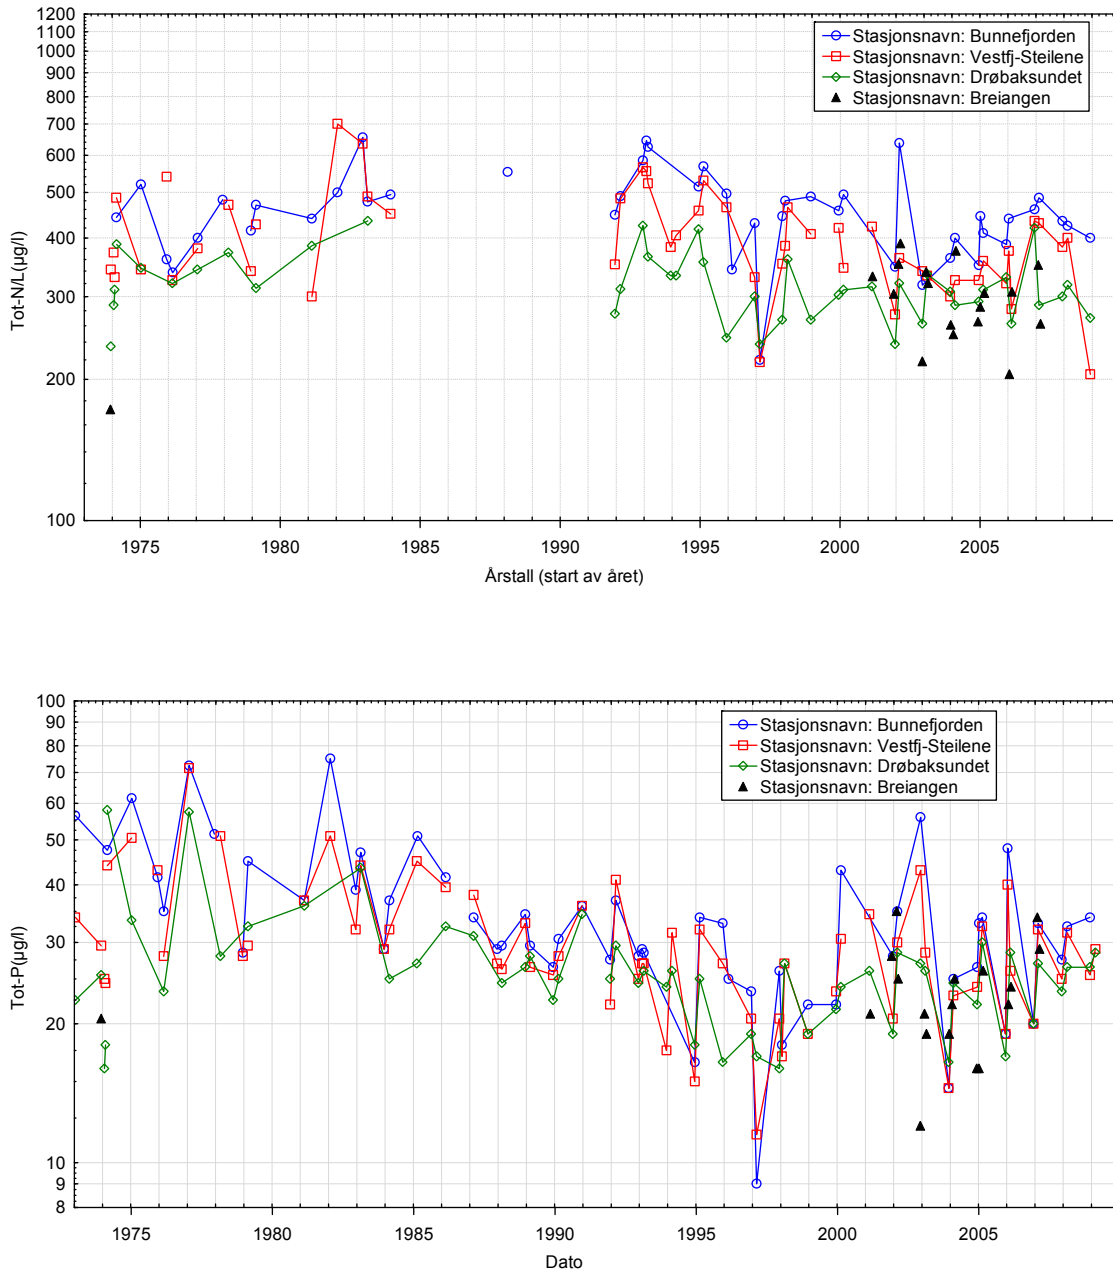 1200
1100
1000
900
800
700
600
500
400
300
200
100
Tot-N/L(µg/l)
Stasjonsnavn: Bunnefjorden
Stasjonsnavn: Vestfj-Steilene
Stasjonsnavn: Drøbaksundet
Stasjonsnavn: Breiangen
1975 1980 1985 1990 1995 2000 2005
Årstall (start av året)
100
90
80
70
60
50
40
30
20
10
9
8
Tot-P(µg/l)
Stasjonsnavn: Bunnefjorden
Stasjonsnavn: Vestfj-Steilene
Stasjonsnavn: Drøbaksundet
Stasjonsnavn: Breiangen
1975 1980 1985 1990 1995 2000 2005
Dato